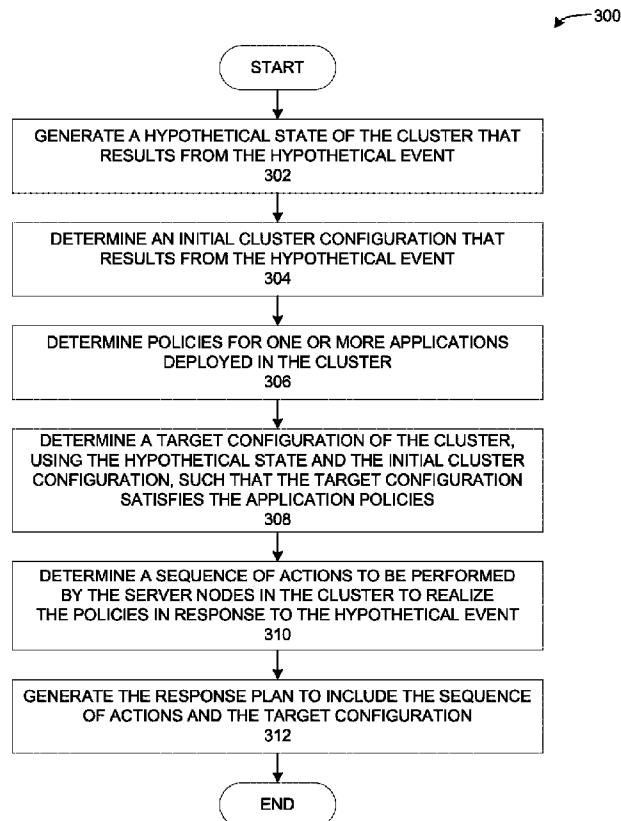 300
START
GENERATE A HYPOTHETICAL STATE OF THE CLUSTER THAT
RESULTS FROM THE HYPOTHETICAL EVENT
302
DETERMINE AN INITIAL CLUSTER CONFIGURATION THAT
RESULTS FROM THE HYPOTHETICAL EVENT
304
DETERMINE POLICIES FOR ONE OR MORE APPLICATIONS
DEPLOYED IN THE CLUSTER
306
DETERMINE A TARGET CONFIGURATION OF THE CLUSTER,
USING THE HYPOTHETICAL STATE AND THE INITIAL CLUSTER
CONFIGURATION, SUCH THAT THE TARGET CONFIGURATION
SATISFIES THE APPLICATION POLICIES
308
DETERMINE A SEQUENCE OF ACTIONS TO BE PERFORMED
BY THE SERVER NODES IN THE CLUSTER TO REALIZE
THE POLICIES IN RESPONSE TO THE HYPOTHETICAL EVENT
310
GENERATE THE RESPONSE PLAN TO INCLUDE THE SEQUENCE
OF ACTIONS AND THE TARGET CONFIGURATION
312
END